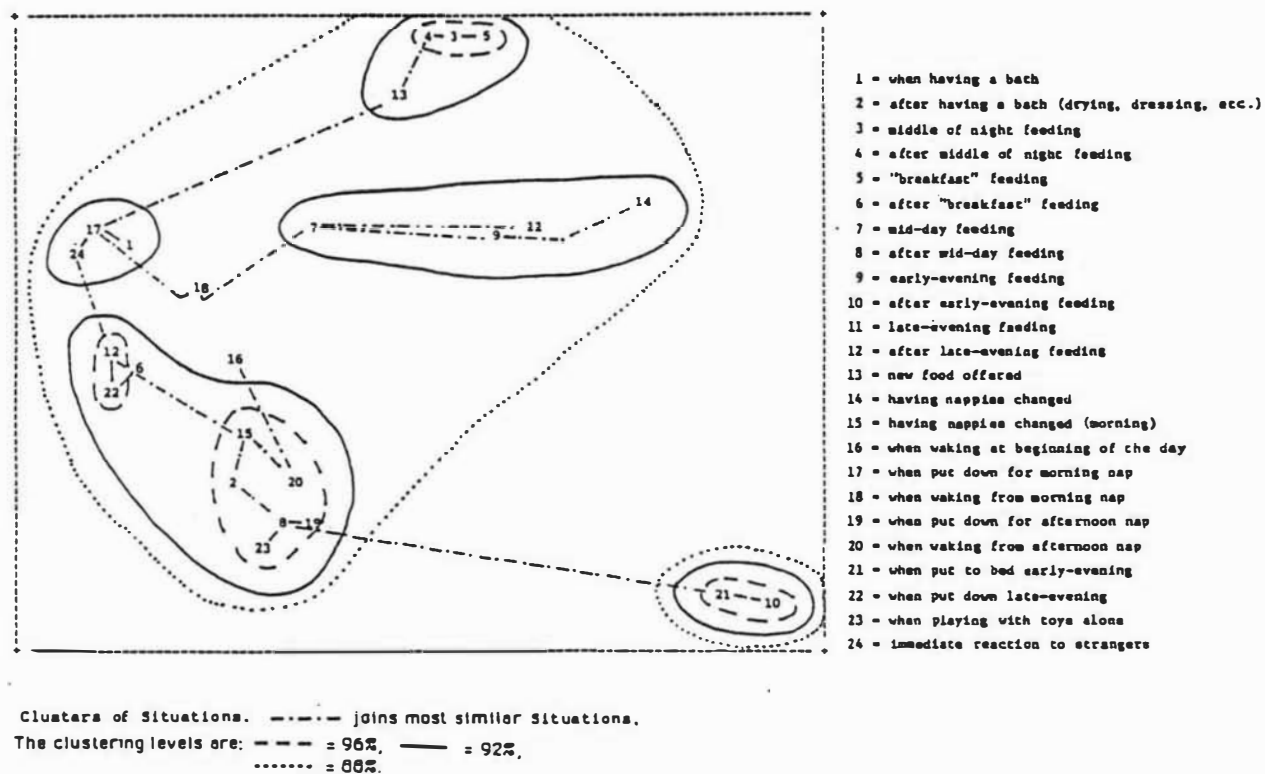 4 3 5
13
14
17 1
7 12
9
24
18
12
6
16
22
15
20
2
8 19
23
21 10
1 = when having a bath
2 = after having a bath (drying, dressing, etc.)
3 = middle of night feeding
4 = after middle of night feeding
5 = "breakfast" feeding
6 = after "breakfast" feeding
7 = mid-day feeding
8 = after mid-day feeding
9 = early-evening feeding
10 = after early-evening feeding
11 = late-evening feeding
12 = after late-evening feeding
13 = new food offered
14 = having nappies changed
15 = having nappies changed (morning)
16 = when waking at beginning of the day
17 = when put down for morning nap
18 = when waking from morning nap
19 = when put down for afternoon nap
20 = when waking from afternoon nap
21 = when put to bed early-evening
22 = when put down late-evening
23 = when playing with toys alone
24 = immediate reaction to strangers
Clusters of Situations. joins most similar Situations.
The clustering levels are: = 96%, = 92%,
= 88%.